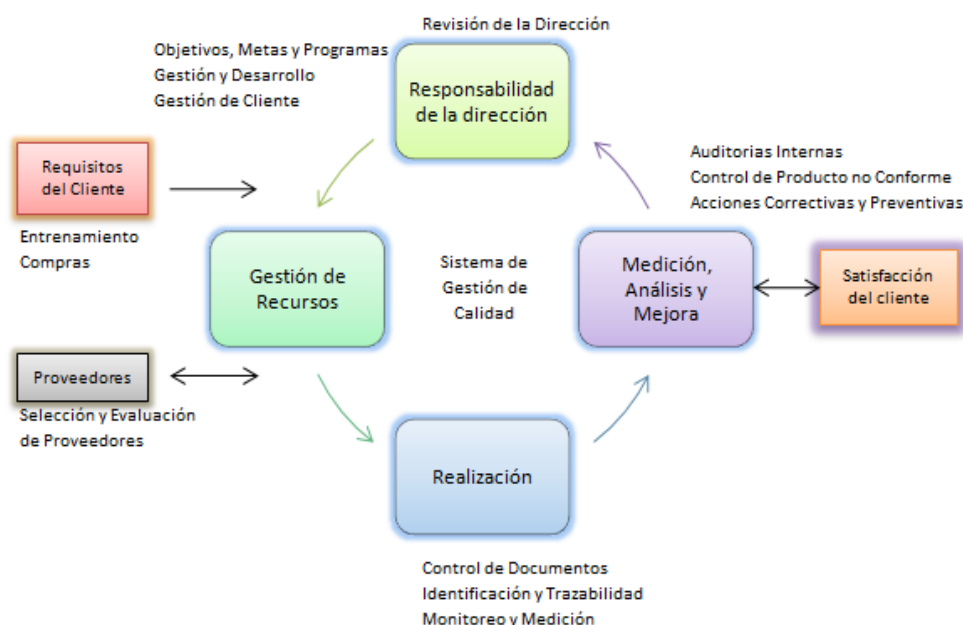 Revisión de la Dirección
Objetivos, Metas y Programas
Gestión y Desarrollo
Gestión de Cliente
Responsabilidad
de la dirección
Requisitos
del Cliente
Entrenamiento
Compras
Auditorias Internas
Control de Producto no Conforme
Acciones Correctivas y Preventivas
Gestión de
Recursos
Sistema de
Gestión de
Calidad
Medición,
Análisis y
Mejora
Satisfacción
del cliente
Proveedores
Selección y Evaluación
de Proveedores
Realización
Control de Documentos
Identificación y Trazabilidad
Monitoreo y Medición